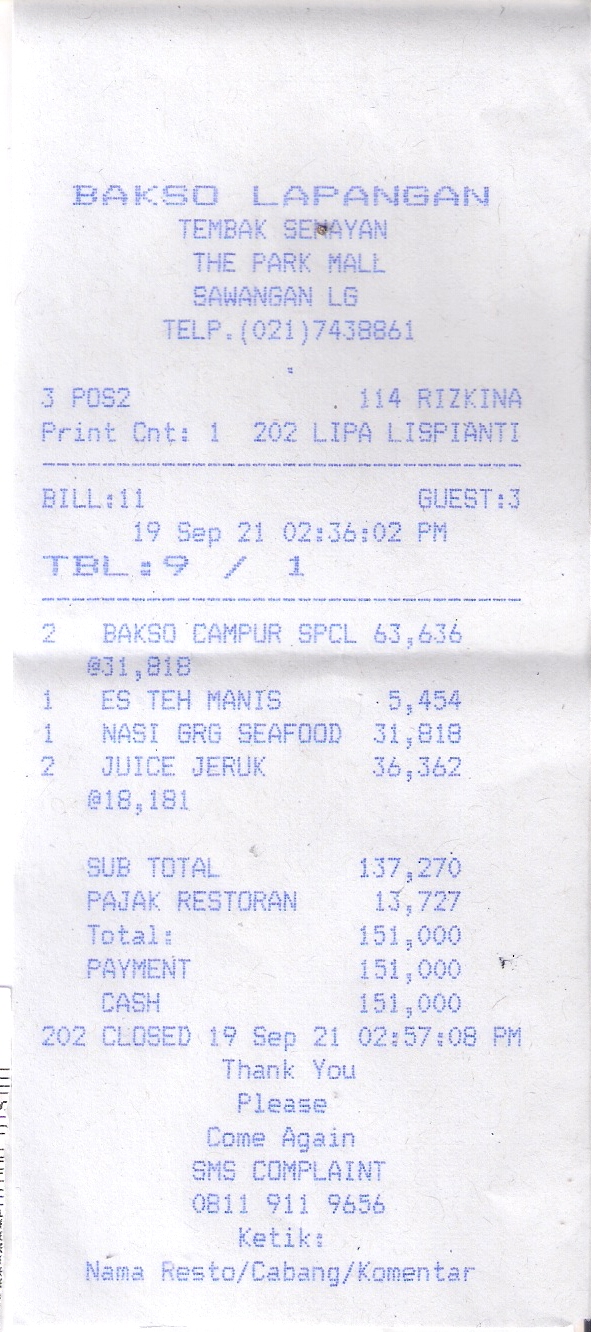 BAKSO LAPANGAN
TEMBAK SENAYAN
THE PARK MALL
SAWANGAN LG
TELP.(021)7438861
.
3 POS2 114 RIZKINA
Print Cnt: 1 202 LIPA LISPIANTI
BILL:11 GUEST:3
19 Sep 21 02:36:02 PM
TBL:9 / 1
2 BAKSO CAMPUR SPCL 63,636
@31,818
1 ES TEH MANIS 5,454
1 NASI GRG SEAFOOD 31,818
2 JUICE JERUK 36,362
@18,181
SUB TOTAL 137,270
PAJAK RESTORAN 13,727
Total: 151,000
PAYMENT 151,000
CASH 151,000
202 CLOSED 19 Sep 21 02:57:08 PM
Thank You
Please
Come Again
SMS COMPLAINT
0811 911 9656
Ketik:
Nama Resto/Cabang/Komentar